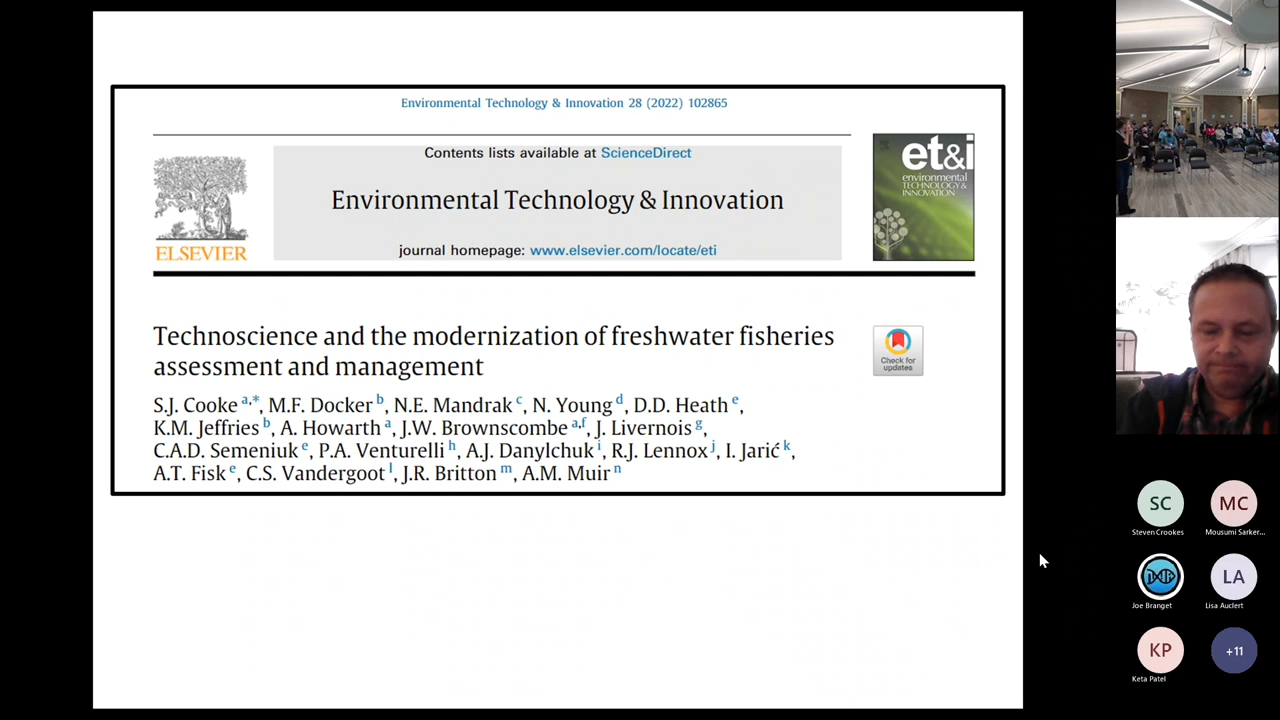 Environmental Technology & Innovation 28 (2022) 102865
Contents lists available at ScienceDirect
Environmental Technology & Innovation
journal homepage: www.elsevier.com/locate/eti
ELSEVIER
et&i
environmental
TECHNOLOGY &
INNOVATION
Technoscience and the modernization of freshwater fisheries
assessment and management
Check for
updates
S.J. Cooke a,*, M.F. Docker b, N.E. Mandrak c, N. Young d, D.D. Heath e,
K.M. Jeffries b, A. Howarth a, J.W. Brownscombe a,f, J. Livernois g,
C.A.D. Semeniuk e, P.A. Venturelli h, A.J. Danylchuk i, R.J. Lennox j, I. Jarić k,
A.T. Fisk e, C.S. Vandergoot l, J.R. Britton m, A.M. Muir n
SC
Steven Crookes
MC
Mousumi Sarker...
Joe Branget
LA
Lisa Auclert
KP
Keta Patel
+11